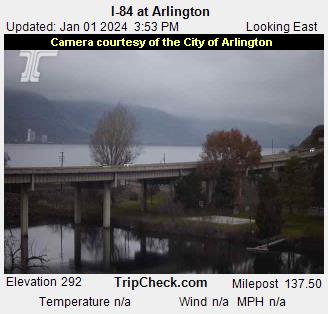 I-84 at Arlington
Updated: Jan 01 2024 3:53 PM Looking East
Camera courtesy of the City of Arlington
Elevation 292 TripCheck.com Milepost 137.50
Temperature n/a Wind n/a MPH n/a